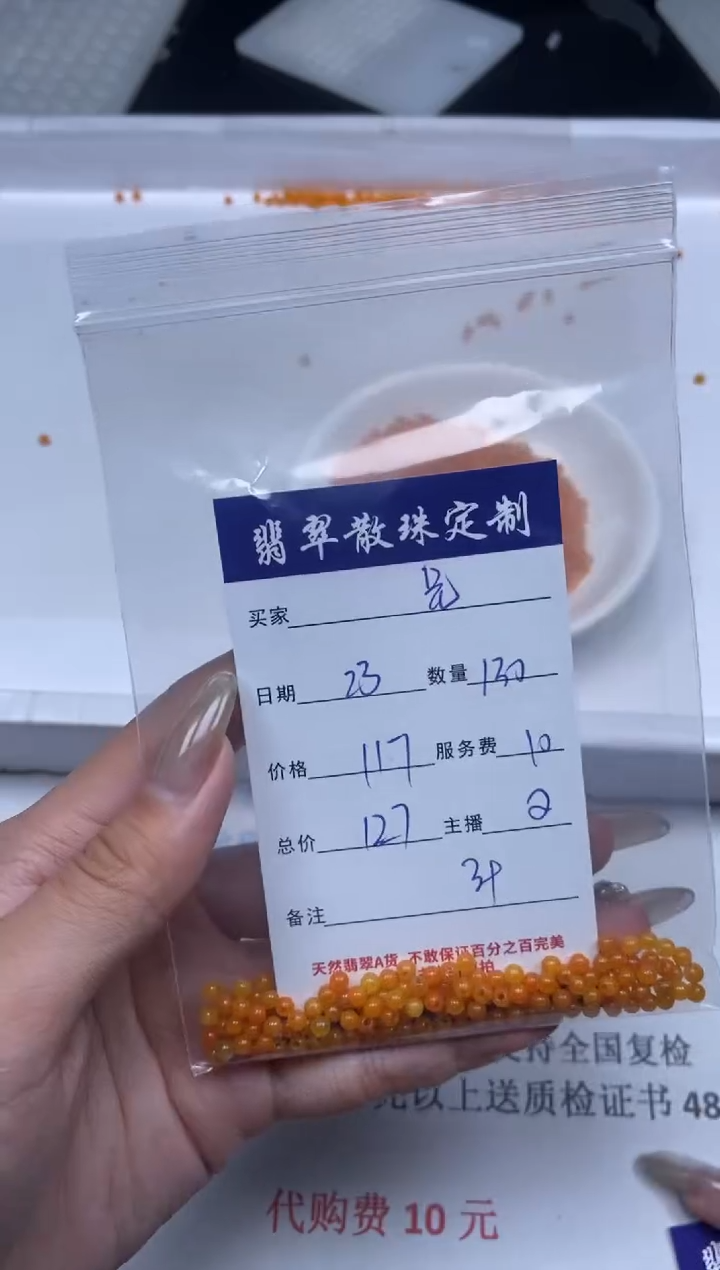 翡翠散珠定制
买家
日期 23 数量 130
价格 117 服务费 10
总价 127 主播 2
备注
天然翡翠A货 不敢保证百分之百完美
拍
持全国复检
元以上送质检证书 48
代购费 10 元